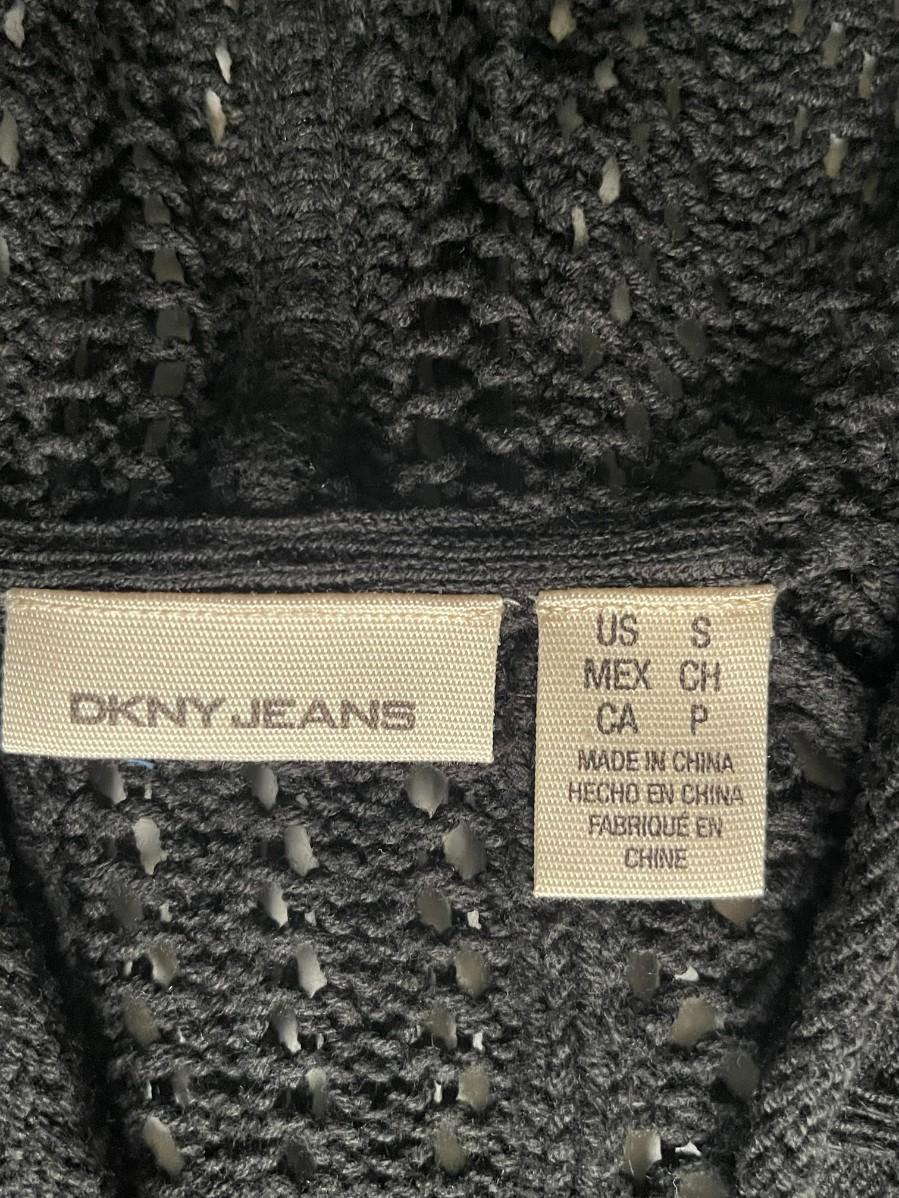 DKNY JEANS
US S
MEX CH
CA P
MADE IN CHINA
HECHO EN CHINA
FABRIQUÉ EN
CHINE